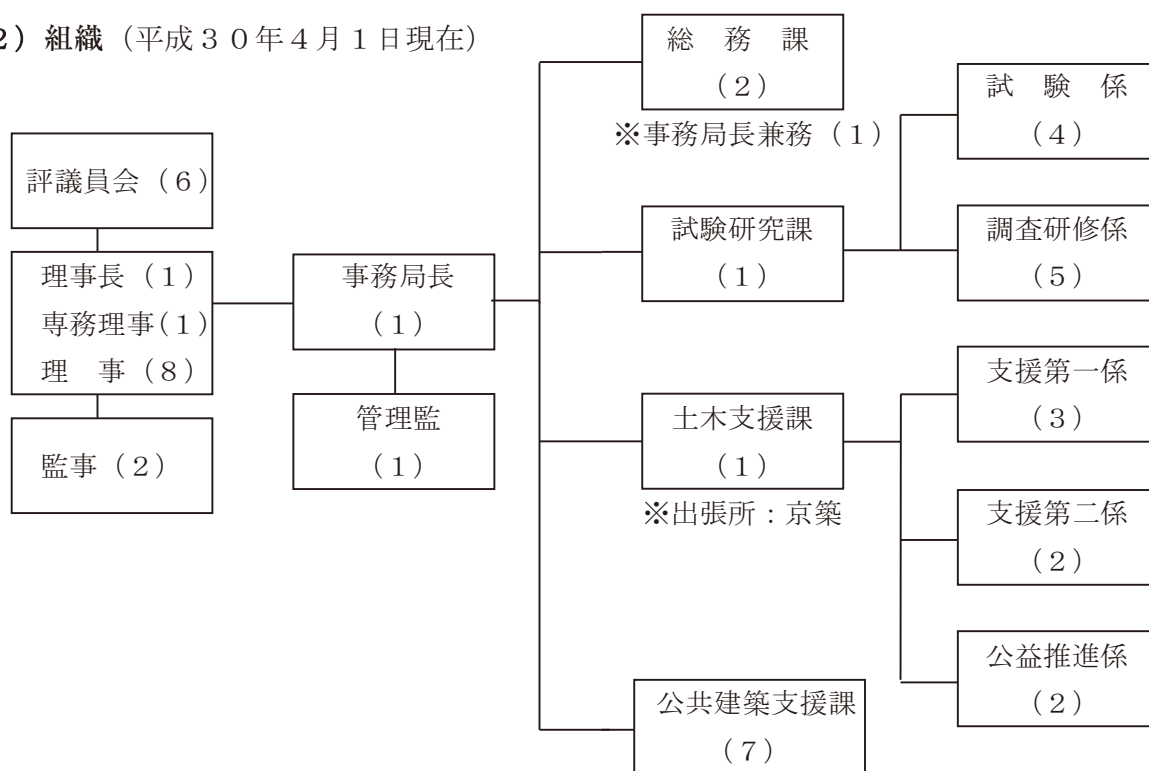 2）組織（平成３０年４月１日現在）
評議員会（６）
理事長（１）
専務理事（１）
理　事（８）
監事（２）
事務局長
（１）
管理監
（１）
総　務　課
（２）
※事務局長兼務（１）
試験研究課
（１）
土木支援課
（１）
※出張所：京築
公共建築支援課
（７）
試　験　係
（４）
調査研修係
（５）
支援第一係
（３）
支援第二係
（２）
公益推進係
（２）